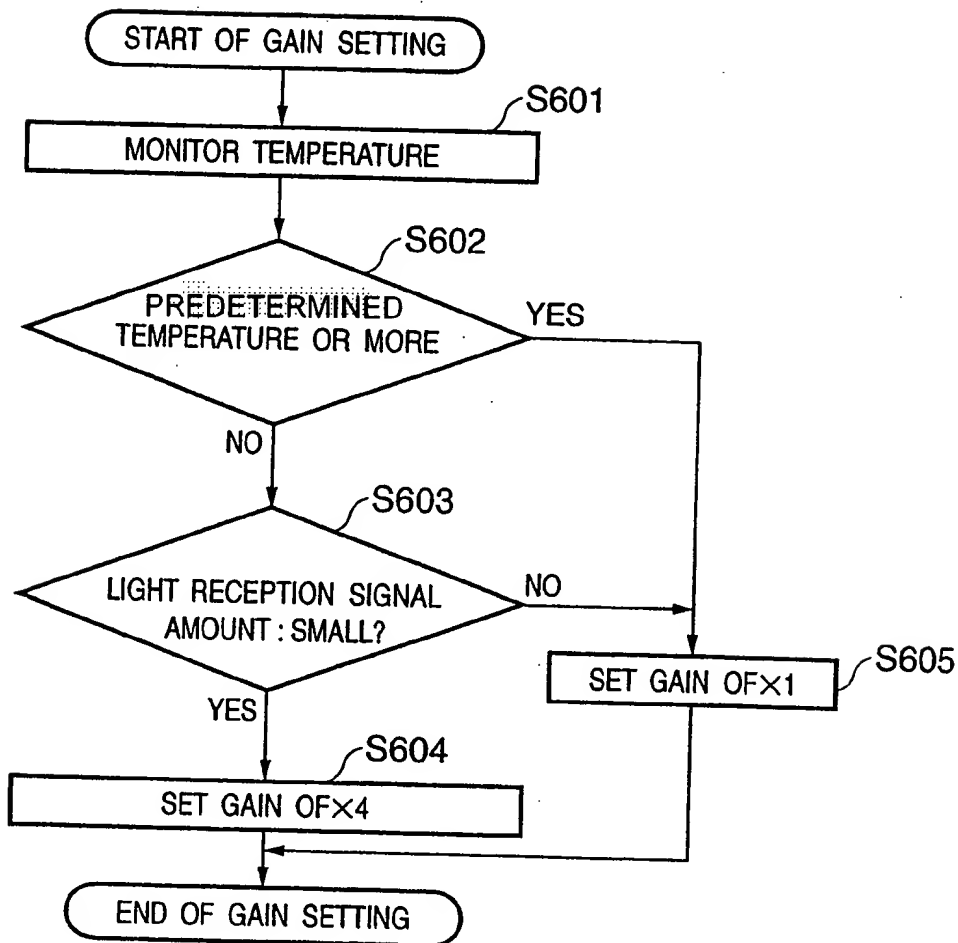 START OF GAIN SETTING
S601
MONITOR TEMPERATURE
S602
PREDETERMINED
TEMPERATURE OR MORE
YES
NO
S603
LIGHT RECEPTION SIGNAL
AMOUNT : SMALL?
NO
YES
S605
SET GAIN OF×1
S604
SET GAIN OF×4
END OF GAIN SETTING